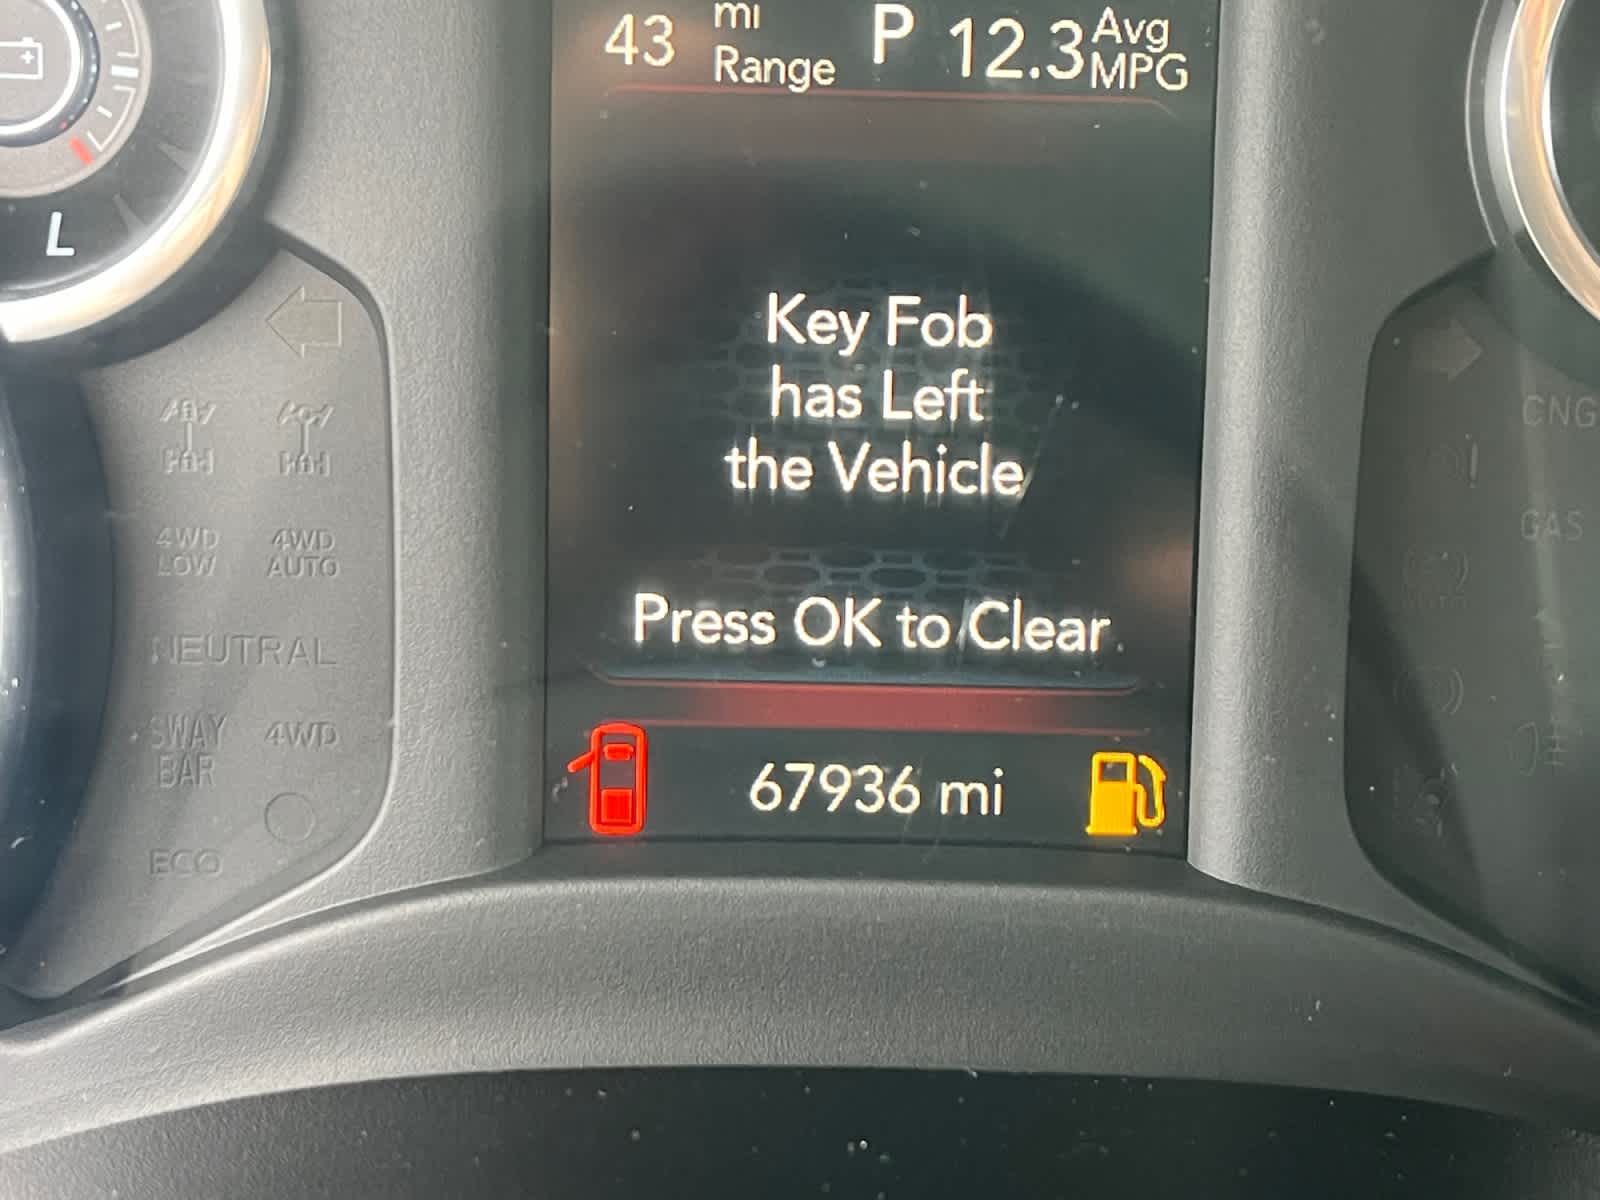 43 mi Range P 12.3 Avg MPG
L
Key Fob
has Left
the Vehicle
Press OK to Clear
67936 mi
4WD LOW
4WD AUTO
NEUTRAL
SWAY BAR
4WD
ECO
CNG
GAS